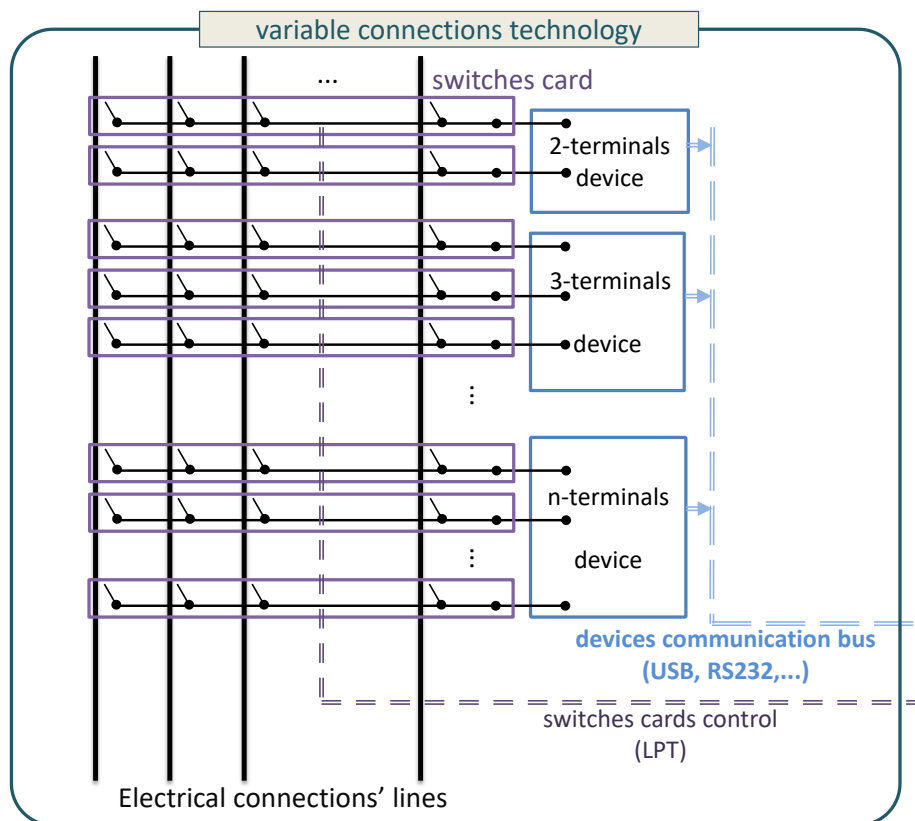 variable connections technology
...
switches card
2-terminals
device
3-terminals
device
...
n-terminals
...
device
devices communication bus
(USB, RS232,...)
switches cards control
(LPT)
Electrical connections’ lines